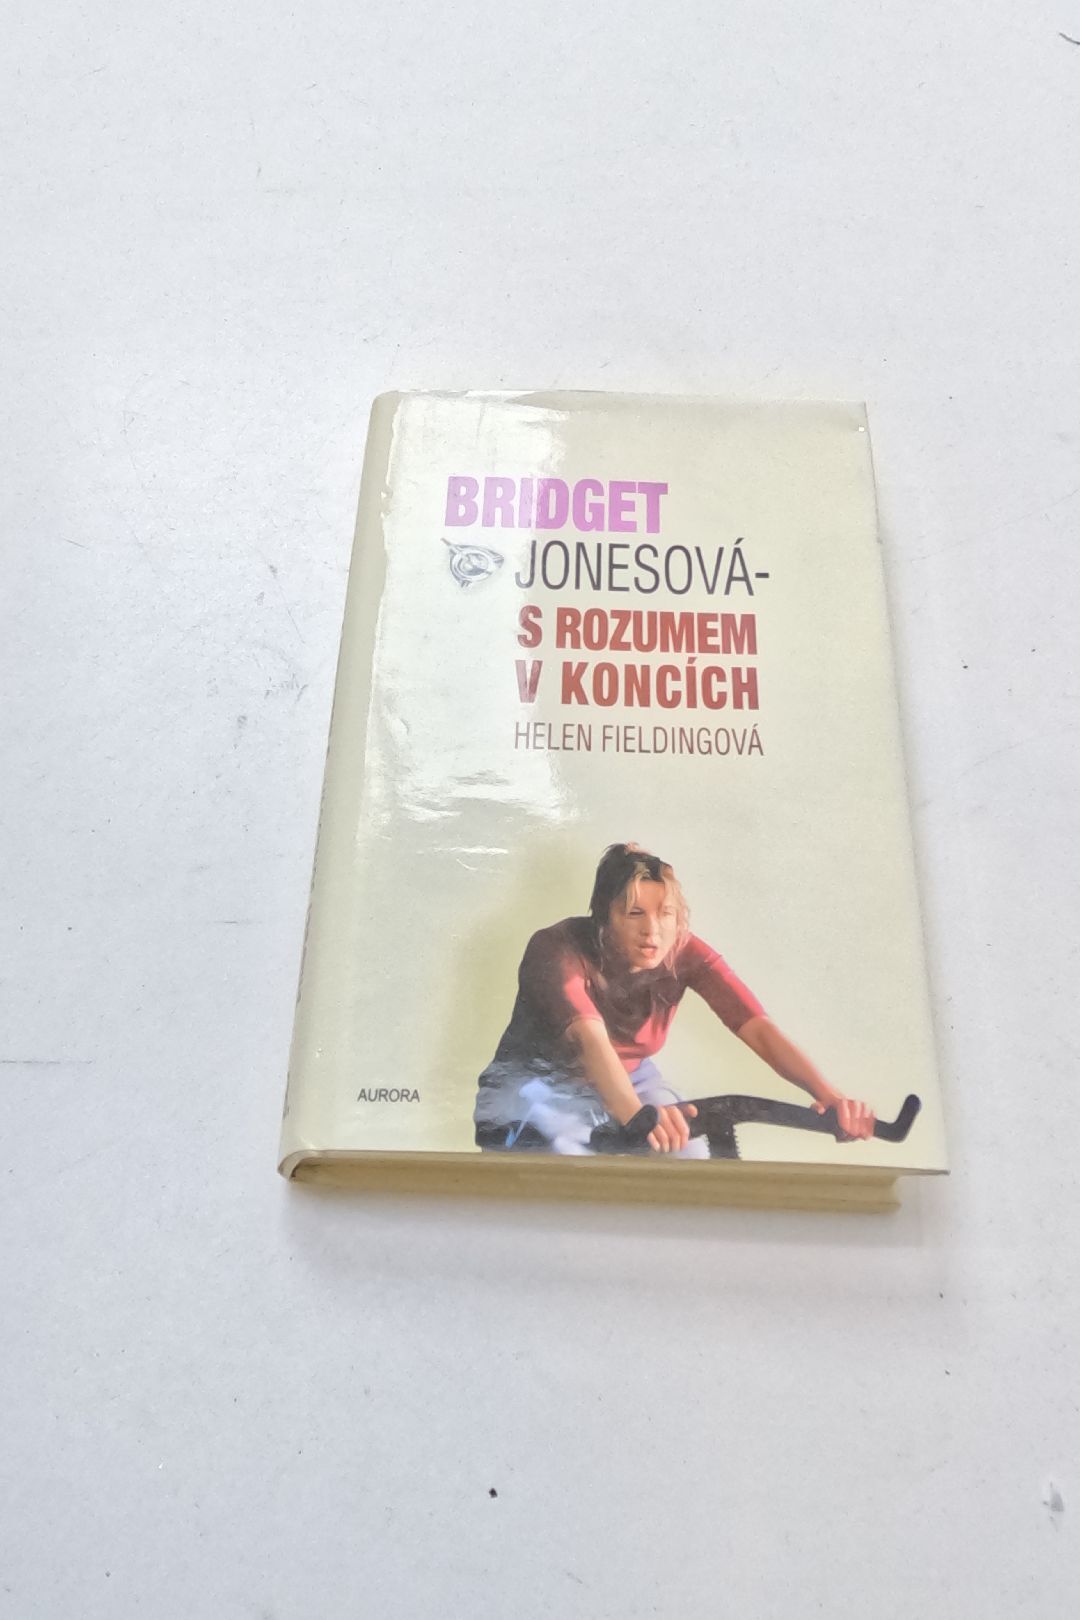 BRIDGET
JONESOVÁ-
S ROZUMEM
V KONCÍCH
HELEN FIELDINGOVÁ
AURORA